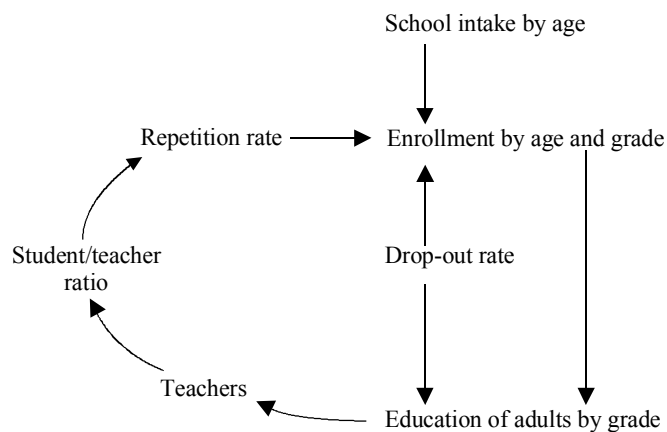 School intake by age
Repetition rate
Enrollment by age and grade
Student/teacher
ratio
Drop-out rate
Teachers
Education of adults by grade